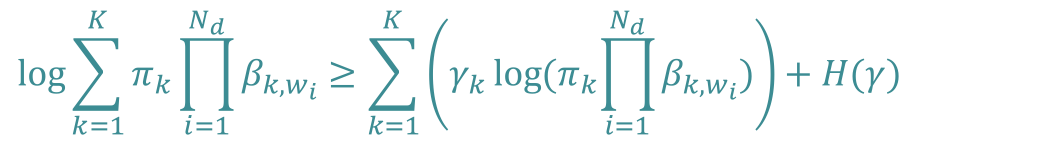 log ∑_{k=1}^{K} π_k ∏_{i=1}^{N_d} β_{k,w_i} ≥ ∑_{k=1}^{K} (γ_k log(π_k ∏_{i=1}^{N_d} β_{k,w_i})) + H(γ)